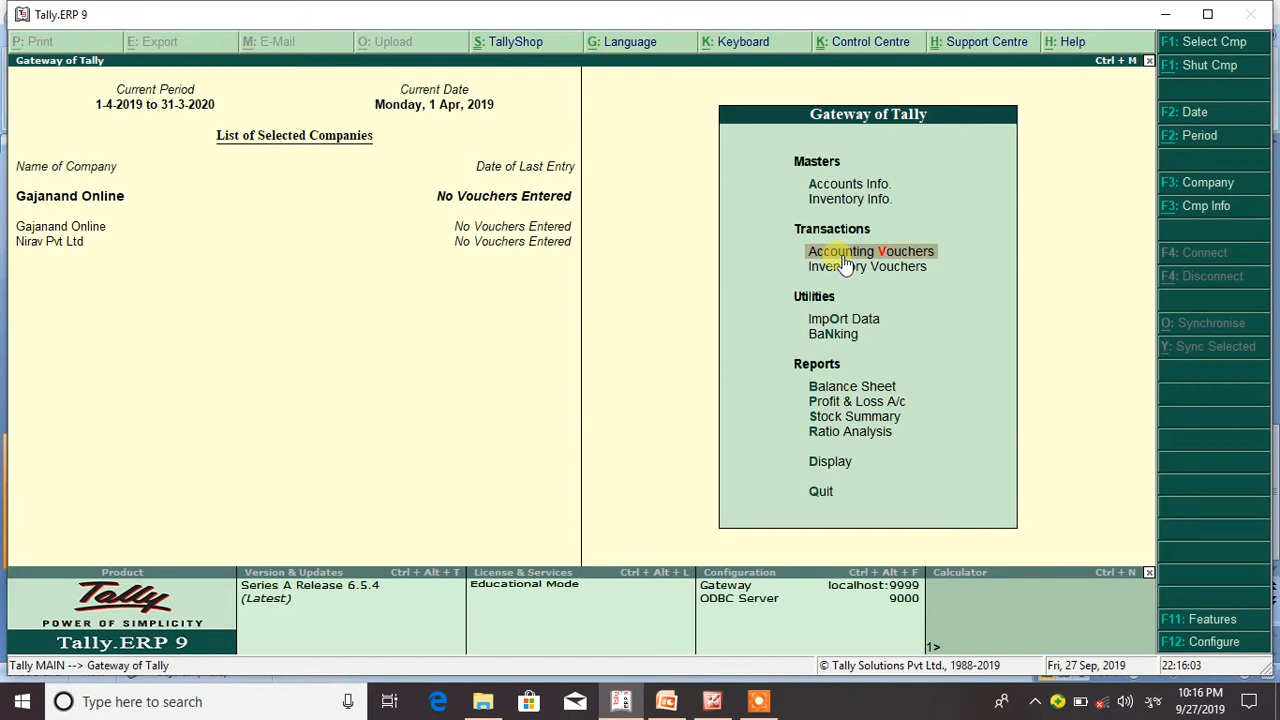 Tally.ERP 9
P: Print
E: Export
M: E-Mail
O: Upload
S: TallyShop
G: Language
K: Keyboard
K: Control Centre
H: Support Centre
H: Help
Gateway of Tally
Ctrl + M
Current Period
Current Date
1-4-2019 to 31-3-2020
Monday, 1 Apr, 2019
List of Selected Companies
Name of Company
Date of Last Entry
Gajanand Online
No Vouchers Entered
Gajanand Online
No Vouchers Entered
Nirav Pvt Ltd
No Vouchers Entered
Gateway of Tally
Masters
Accounts Info.
Inventory Info.
Transactions
Accounting Vouchers
Inventory Vouchers
Utilities
ImpOrt Data
BaNking
Reports
Balance Sheet
Profit & Loss A/c
Stock Summary
Ratio Analysis
Display
Quit
F1: Select Cmp
F1: Shut Cmp
F2: Date
F2: Period
F3: Company
F3: Cmp Info
F4: Connect
F4: Disconnect
O: Synchronise
Y: Sync Selected
F11: Features
F12: Configure
Product
Tally
POWER OF SIMPLICITY
Tally.ERP 9
Version & Updates
Ctrl + Alt + T
Series A Release 6.5.4
(Latest)
License & Services
Ctrl + Alt + L
Educational Mode
Configuration
Ctrl + Alt + F
Gateway
localhost:9999
ODBC Server
9000
Calculator
Ctrl + N
1>
Tally MAIN --> Gateway of Tally
© Tally Solutions Pvt Ltd., 1988-2019
Fri, 27 Sep, 2019
22:16:03
Type here to search
10:16 PM
9/27/2019